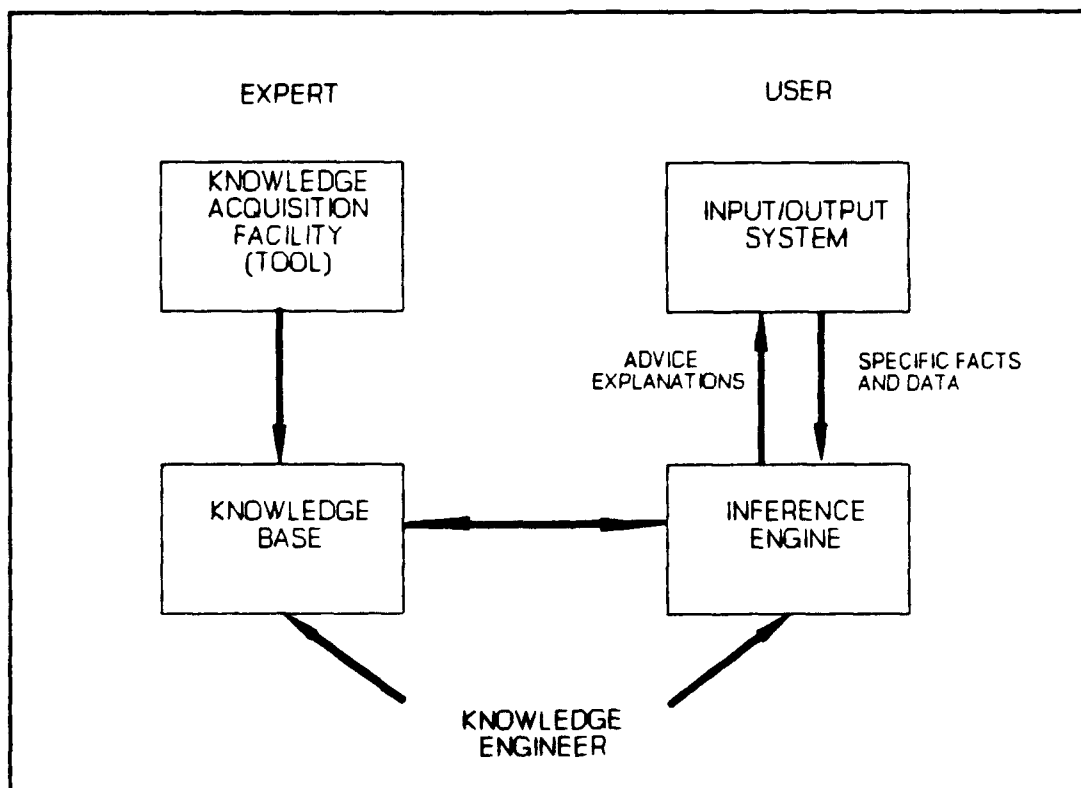 EXPERT
USER
KNOWLEDGE
ACQUISITION
FACILITY
(TOOL)
INPUT/OUTPUT
SYSTEM
ADVICE
EXPLANATIONS
SPECIFIC FACTS
AND DATA
KNOWLEDGE
BASE
INFERENCE
ENGINE
KNOWLEDGE
ENGINEER